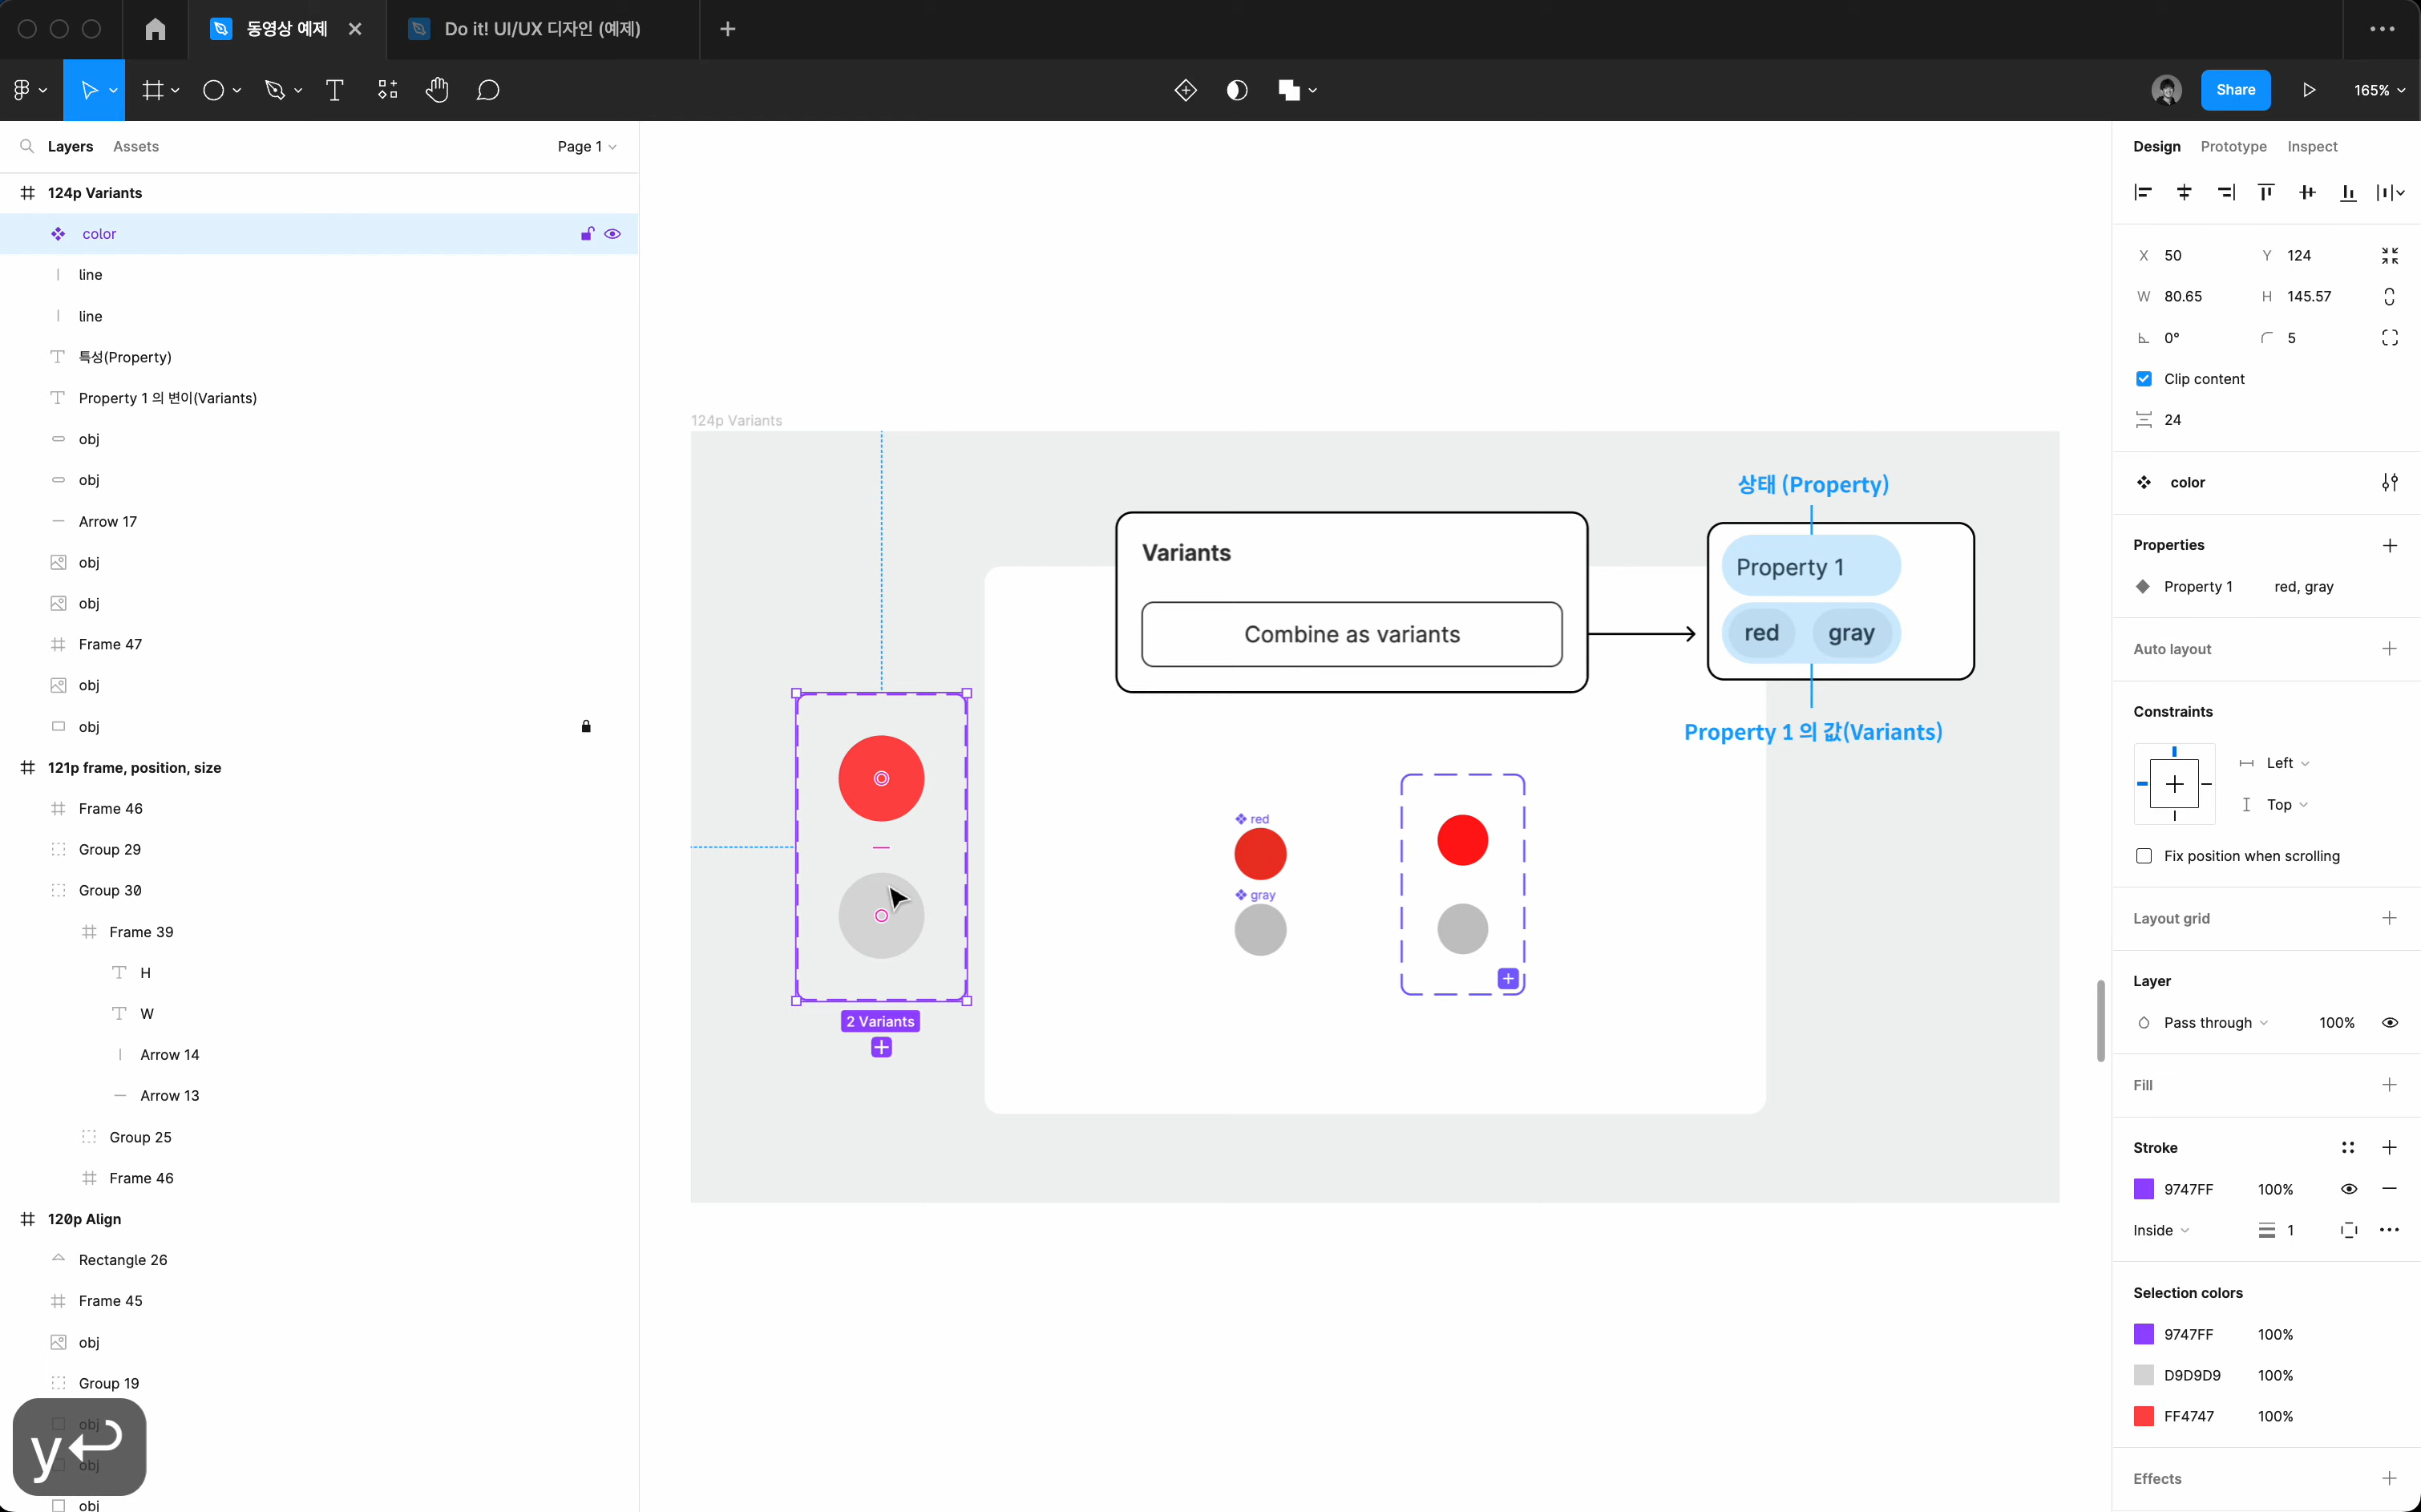 동영상 예제
Do it! UI/UX 디자인 (예제)
Share
165%
Layers
Assets
Page 1
124p Variants
color
line
line
특성(Property)
Property 1 의 변이(Variants)
obj
obj
Arrow 17
obj
obj
Frame 47
obj
obj
121p frame, position, size
Frame 46
Group 29
Group 30
Frame 39
H
W
Arrow 14
Arrow 13
Group 25
Frame 46
120p Align
Rectangle 26
Frame 45
obj
Group 19
obj
obj
obj
y
124p Variants
Variants
Combine as variants
상태 (Property)
Property 1
red gray
Property 1 의 값(Variants)
red
gray
2 Variants
Design
Prototype
Inspect
X 50 Y 124
W 80.65 H 145.57
0° 5
Clip content
24
color
Properties
Property 1 red, gray
Auto layout
Constraints
Left
Top
Fix position when scrolling
Layout grid
Layer
Pass through 100%
Fill
Stroke
9747FF 100%
Inside 1
Selection colors
9747FF 100%
D9D9D9 100%
FF4747 100%
Effects